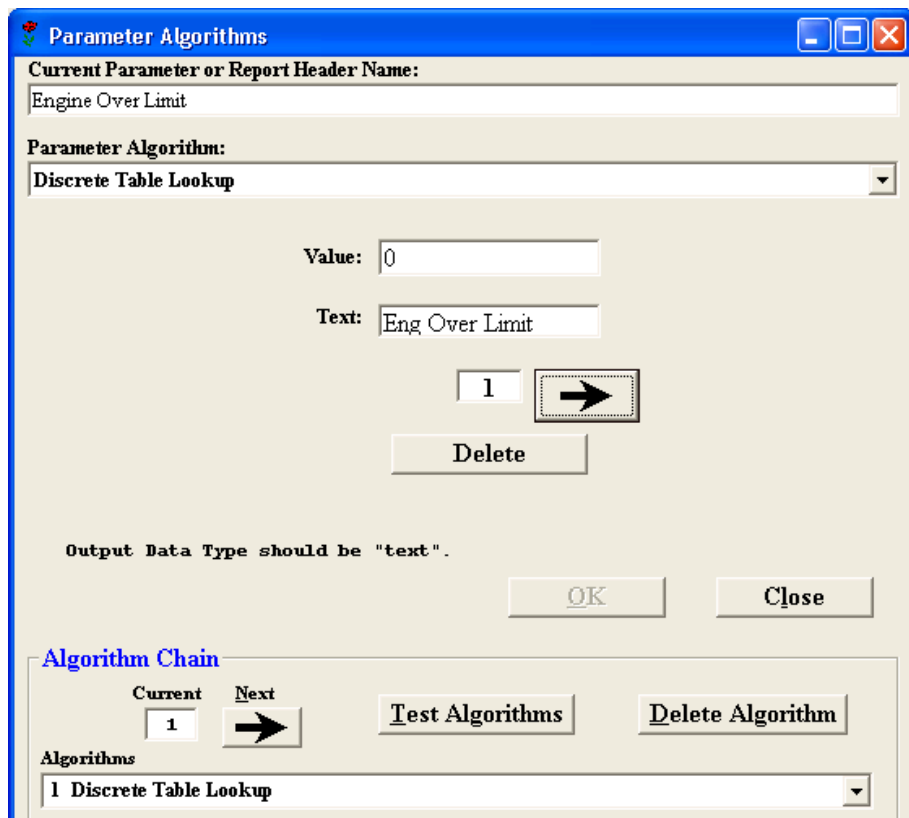 Parameter Algorithms
Current Parameter or Report Header Name:
Engine Over Limit
Parameter Algorithm:
Discrete Table Lookup
Value: 0
Text: Eng Over Limit
1
Delete
Output Data Type should be "text".
OK Close
Algorithm Chain
Current Next
1 Test Algorithms Delete Algorithm
Algorithms
1 Discrete Table Lookup